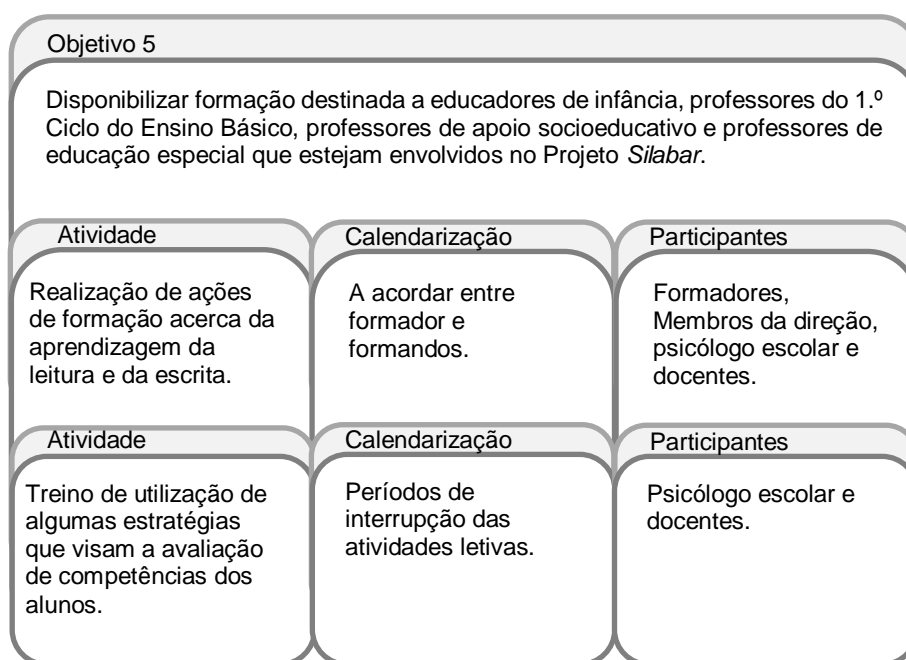 Objetivo 5
Disponibilizar formação destinada a educadores de infância, professores do 1.º
Ciclo do Ensino Básico, professores de apoio socioeducativo e professores de
educação especial que estejam envolvidos no Projeto Silabar.
Atividade
Realização de ações
de formação acerca da
aprendizagem da
leitura e da escrita.
Calendarização
A acordar entre
formador e
formandos.
Participantes
Formadores,
Membros da direção,
psicólogo escolar e
docentes.
Atividade
Treino de utilização de
algumas estratégias
que visam a avaliação
de competências dos
alunos.
Calendarização
Períodos de
interrupção das
atividades letivas.
Participantes
Psicólogo escolar e
docentes.